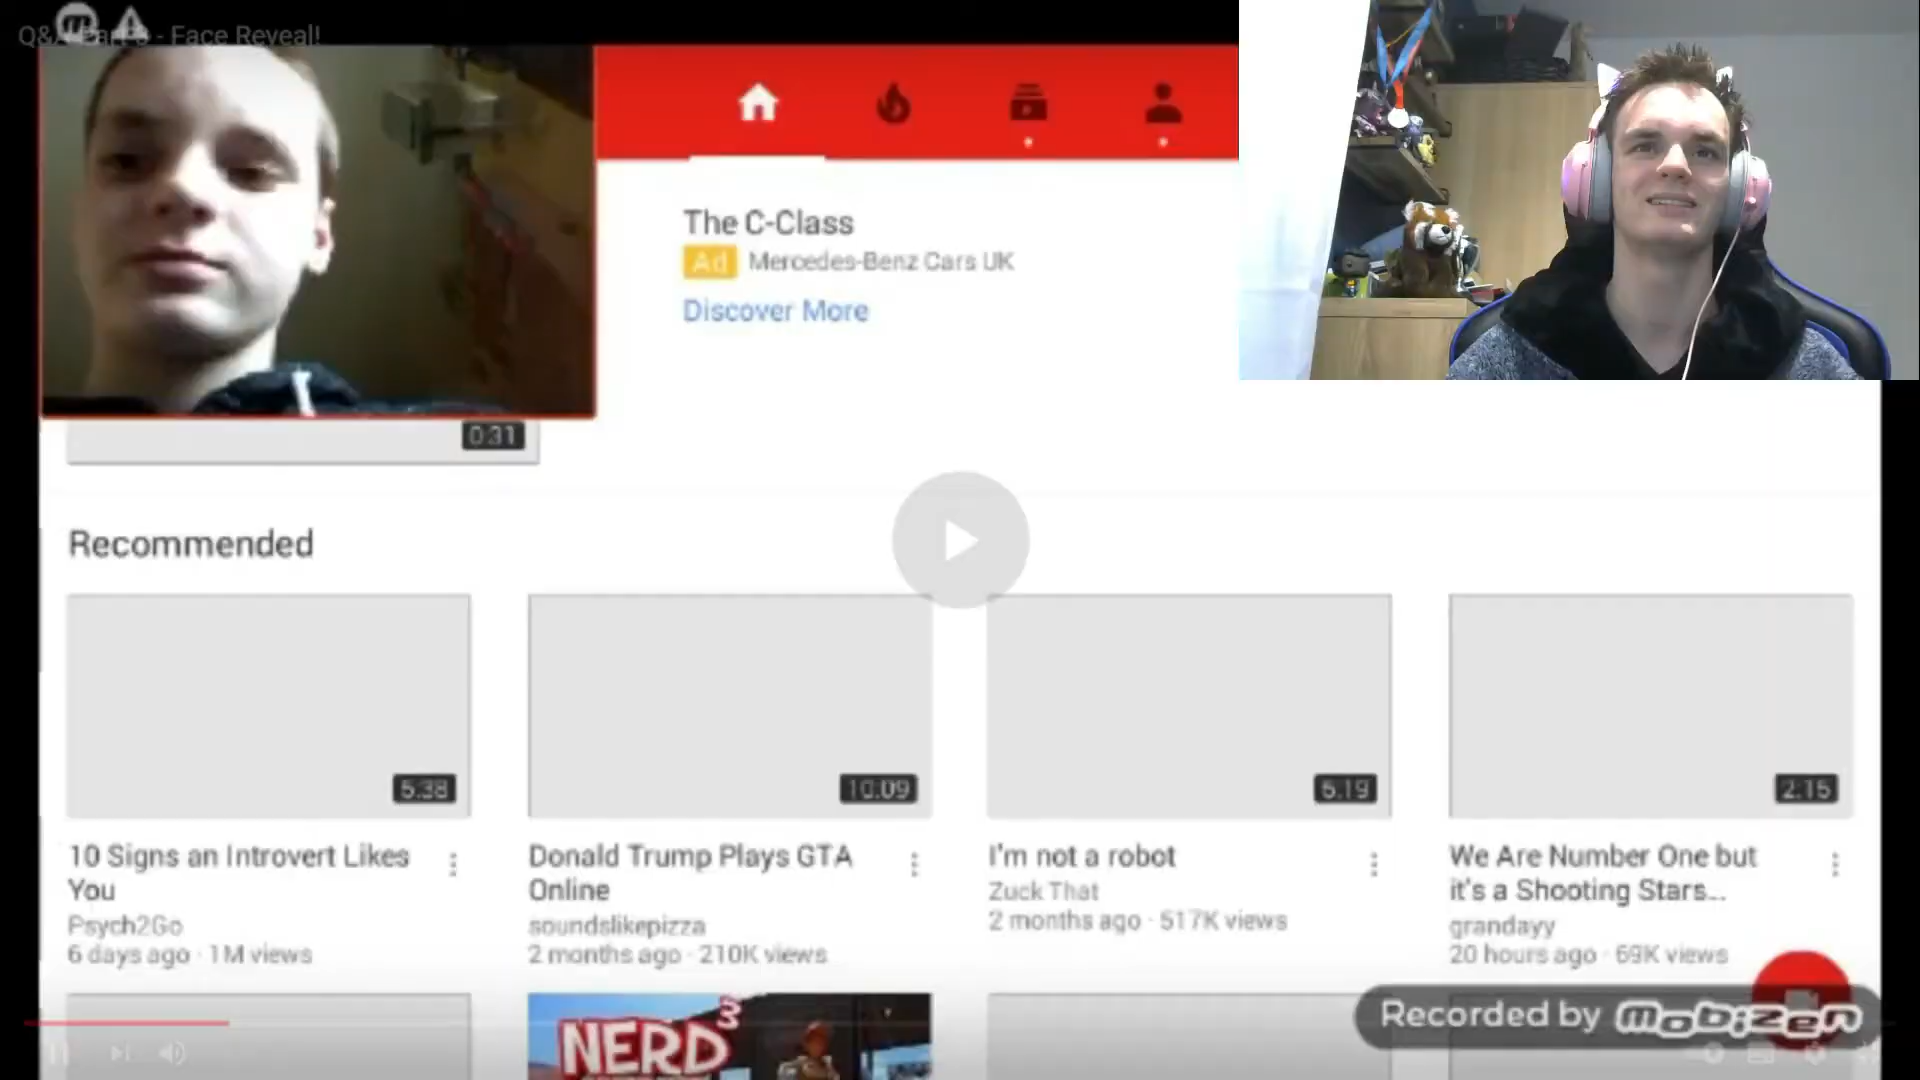 Q&A Part 3 - Face Reveal!
The C-Class
Ad Mercedes-Benz Cars UK
Discover More
0:31
Recommended
5:38
10:09
5:19
2:15
10 Signs an Introvert Likes
You
Psych2Go
6 days ago · 1M views
Donald Trump Plays GTA
Online
soundslikepizza
2 months ago · 210K views
I'm not a robot
Zuck That
2 months ago · 517K views
We Are Number One but
it's a Shooting Stars...
grandayy
20 hours ago · 69K views
NERD³
Recorded by mobizen